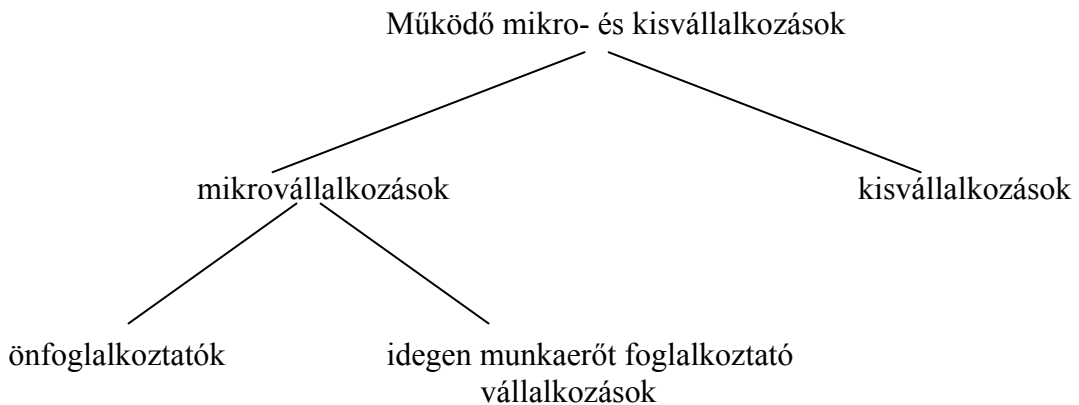 Működő mikro- és kisvállalkozások
mikrovállalkozások
kisvállalkozások
önfoglalkoztatók
idegen munkaerőt foglalkoztató
vállalkozások